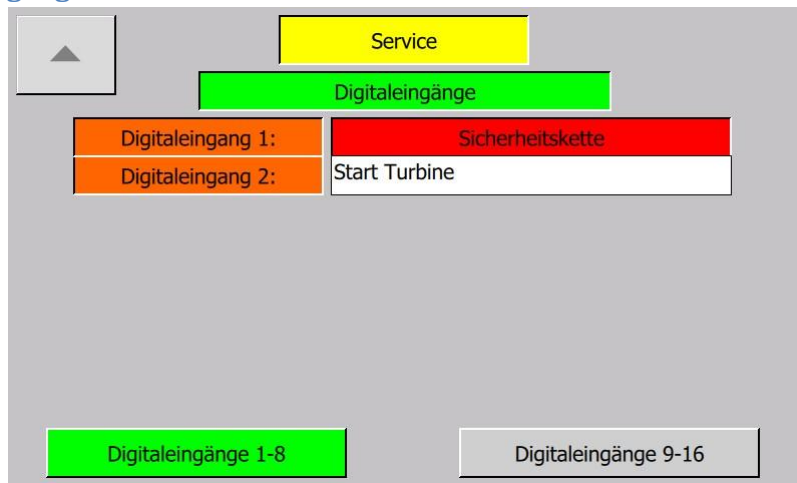 Service
Digitaleingänge
Digitaleingang 1: Sicherheitskette
Digitaleingang 2: Start Turbine
Digitaleingänge 1-8 Digitaleingänge 9-16